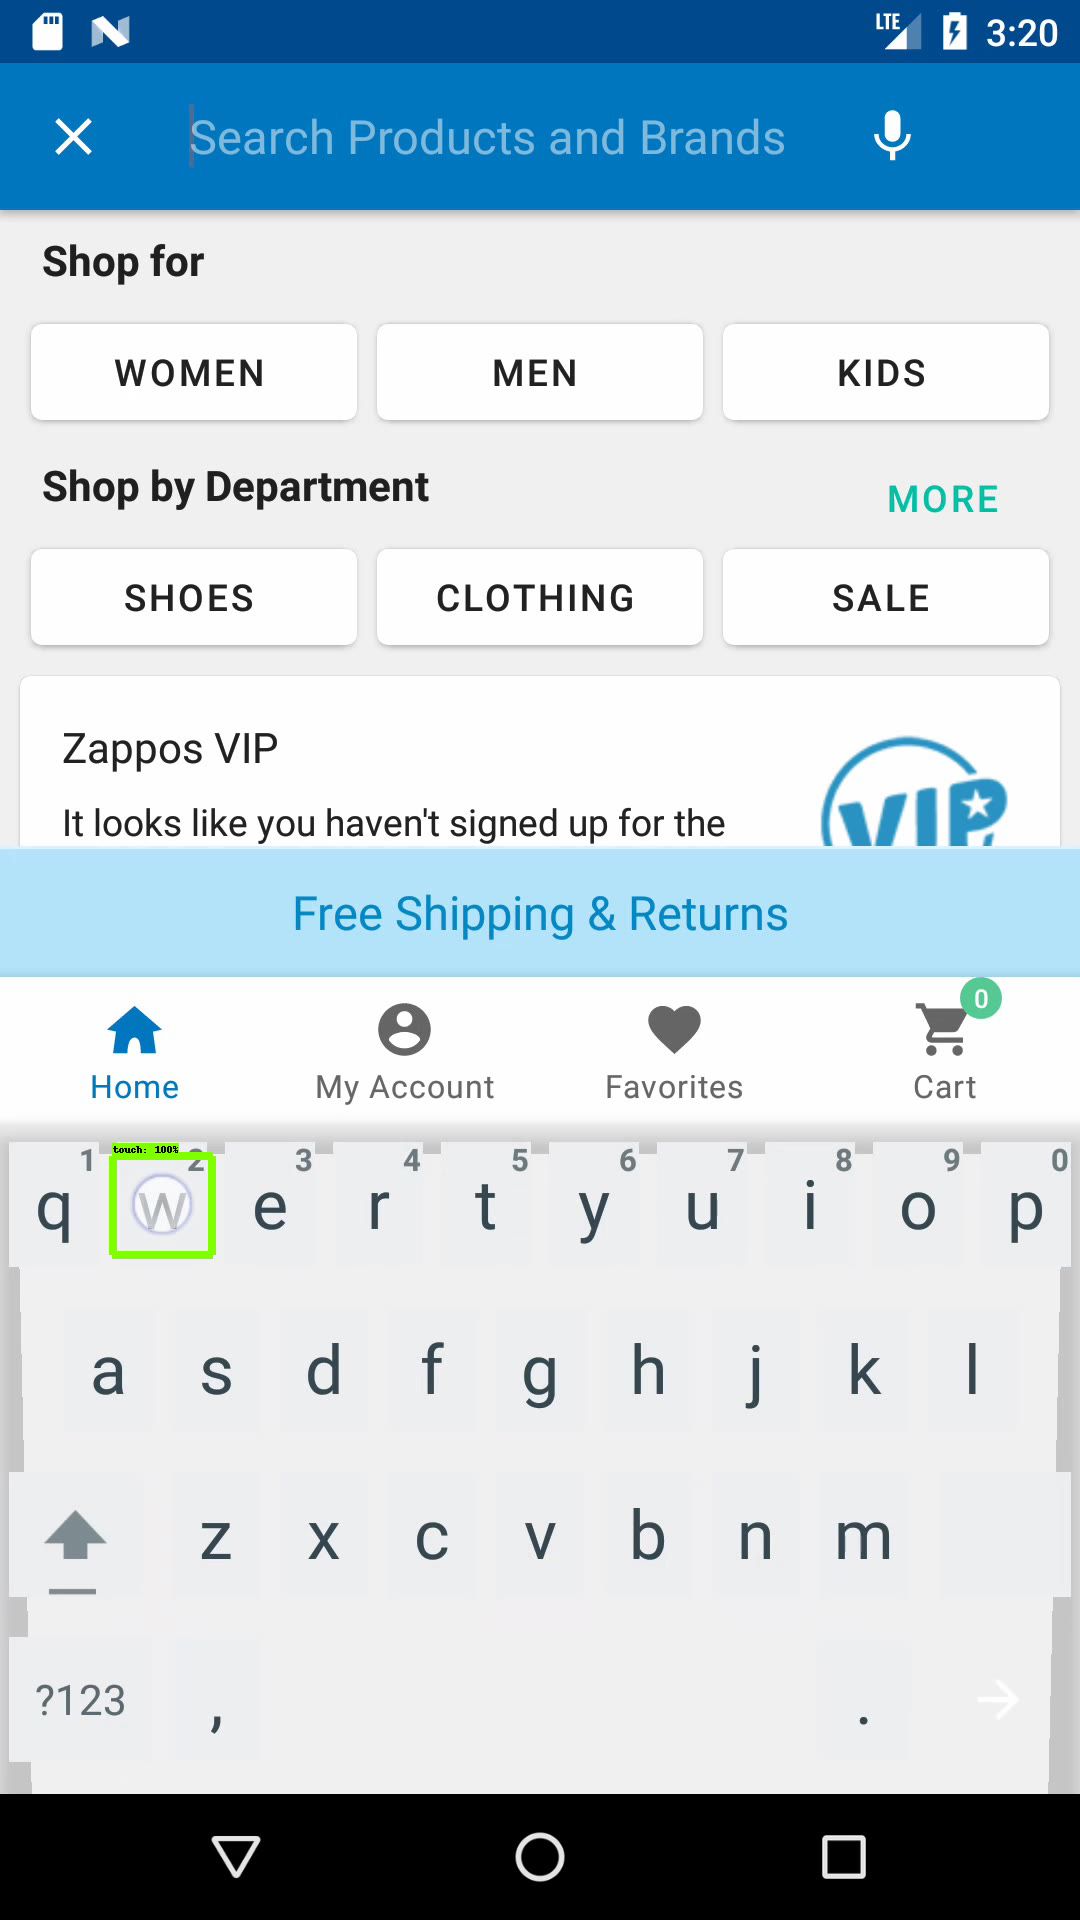 LTE 3:20
Search Products and Brands
Shop for
WOMEN MEN KIDS
Shop by Department MORE
SHOES CLOTHING SALE
Zappos VIP
It looks like you haven't signed up for the
VIP
Free Shipping & Returns
0
Home My Account Favorites Cart
touch: 100%
1 2 3 4 5 6 7 8 9 0
q w e r t y u i o p
a s d f g h j k l
z x c v b n m
?123 , .